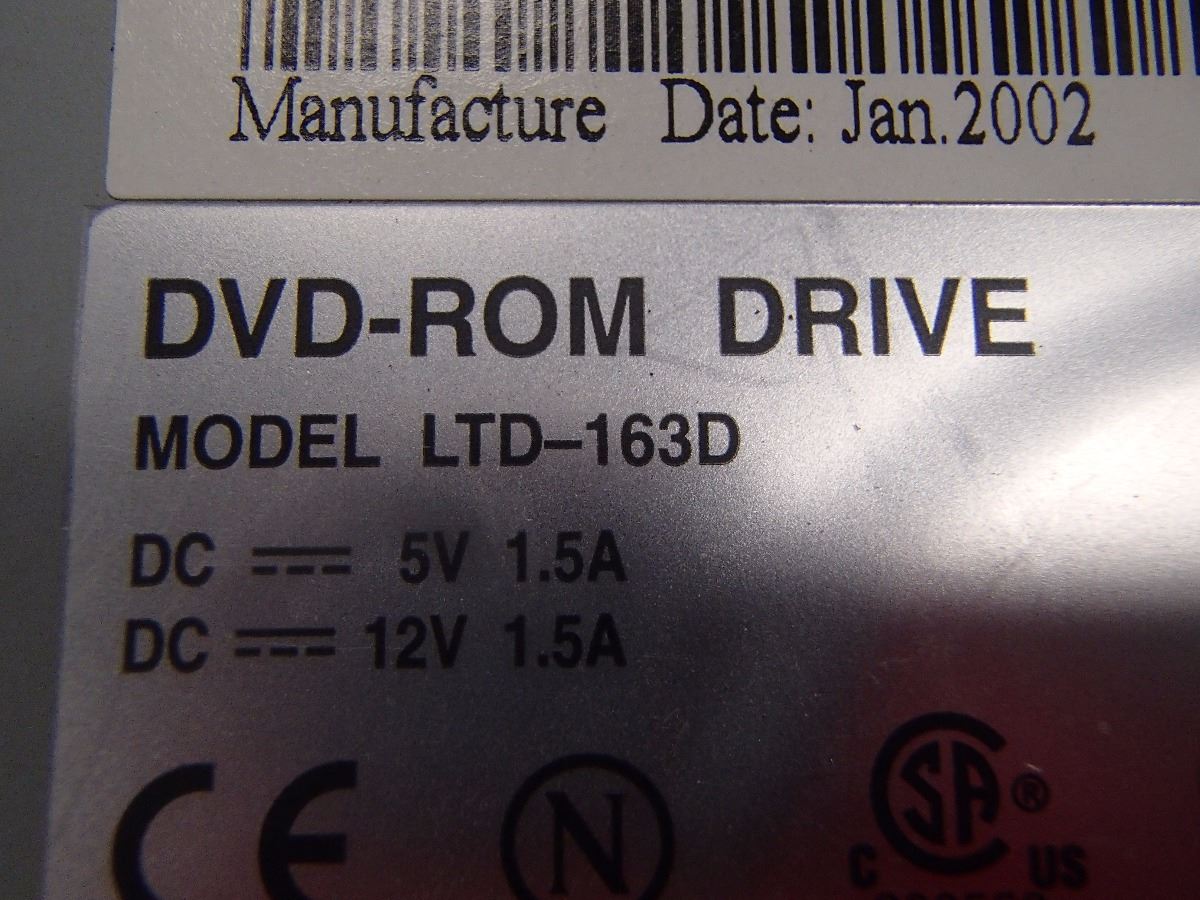 Manufacture Date: Jan.2002
DVD-ROM DRIVE
MODEL LTD-163D
DC 5V 1.5A
DC 12V 1.5A
CE N SA ®
C US